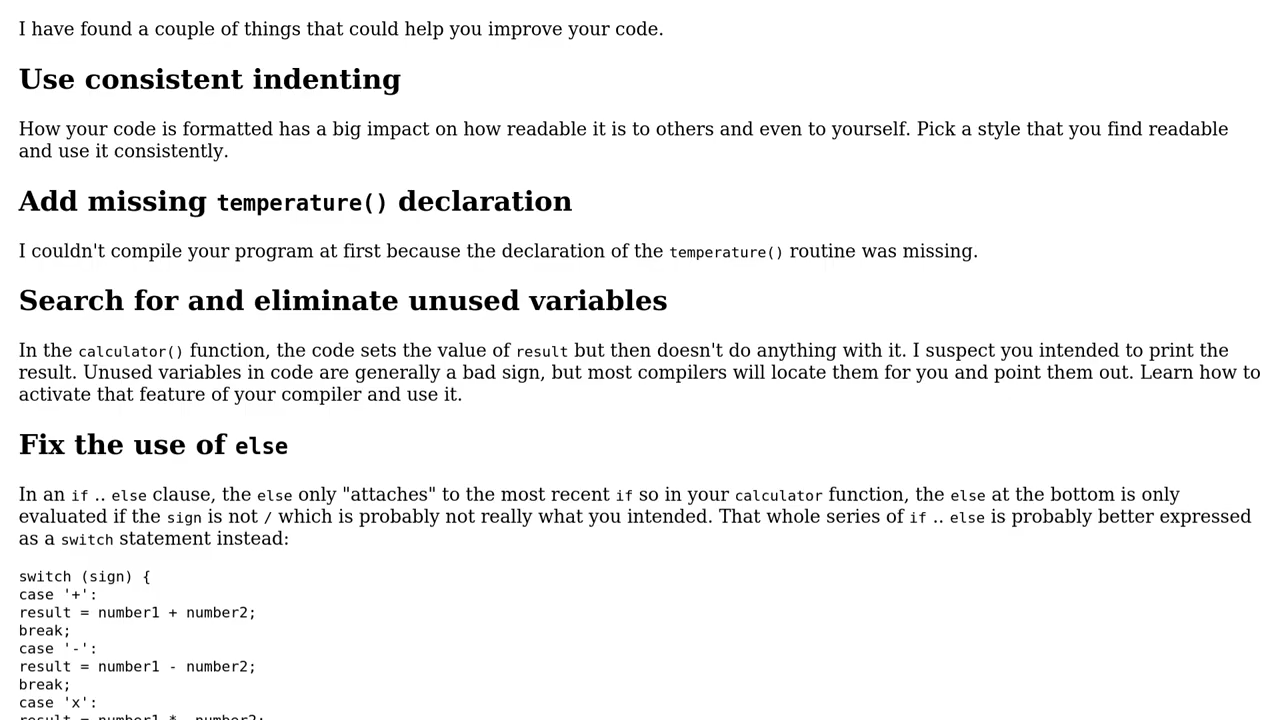 I have found a couple of things that could help you improve your code.
Use consistent indenting
How your code is formatted has a big impact on how readable it is to others and even to yourself. Pick a style that you find readable
and use it consistently.
Add missing temperature() declaration
I couldn't compile your program at first because the declaration of the temperature() routine was missing.
Search for and eliminate unused variables
In the calculator() function, the code sets the value of result but then doesn't do anything with it. I suspect you intended to print the
result. Unused variables in code are generally a bad sign, but most compilers will locate them for you and point them out. Learn how to
activate that feature of your compiler and use it.
Fix the use of else
In an if .. else clause, the else only "attaches" to the most recent if so in your calculator function, the else at the bottom is only
evaluated if the sign is not / which is probably not really what you intended. That whole series of if .. else is probably better expressed
as a switch statement instead:
switch (sign) {
case '+':
result = number1 + number2;
break;
case '-':
result = number1 - number2;
break;
case 'x':
result = number1 * number2;